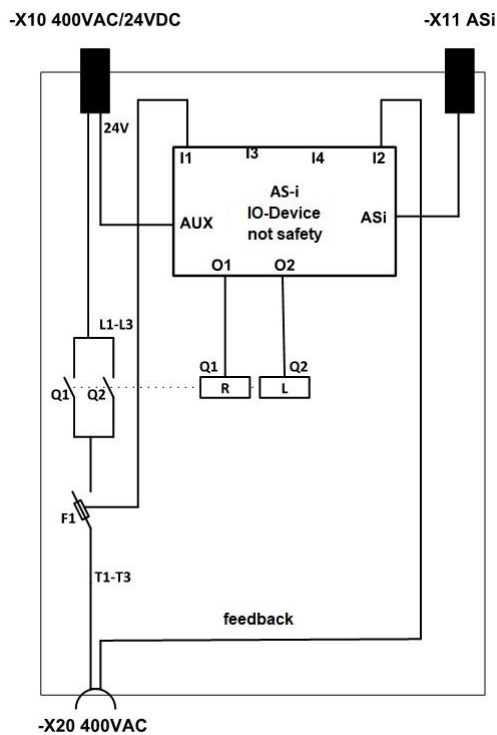 -X10 400VAC/24VDC
-X11 ASi
24V
I1
I3
I4
I2
AS-i
IO-Device
not safety
AUX
ASi
O1
O2
L1-L3
Q1
Q2
Q1
Q2
R
L
F1
T1-T3
feedback
-X20 400VAC